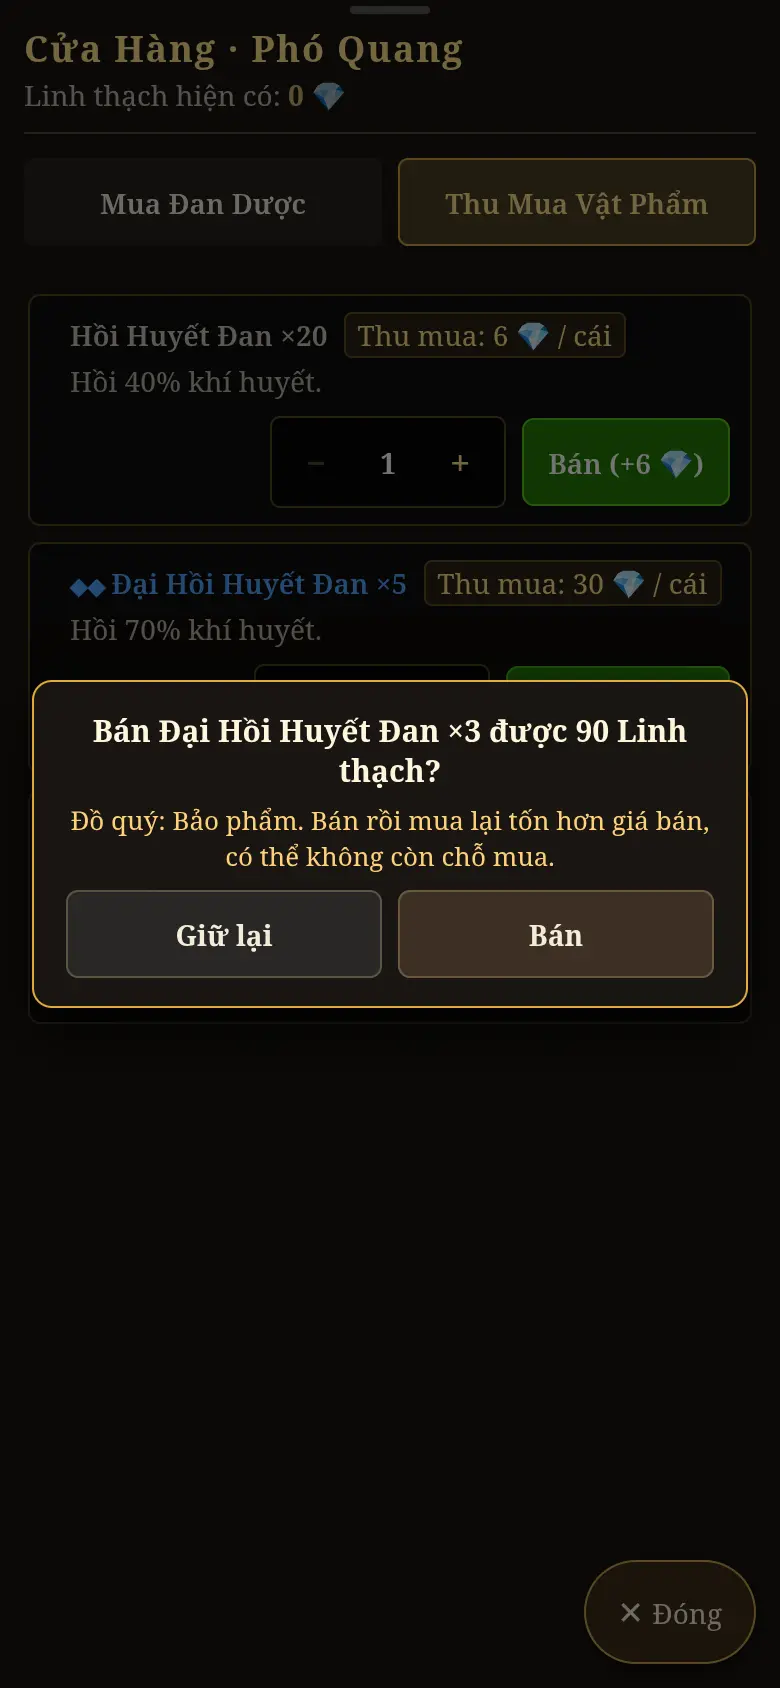 Cửa Hàng · Phó Quang
Linh thạch hiện có: 0 💎
Mua Đan Dược
Thu Mua Vật Phẩm
Hồi Huyết Đan ×20 Thu mua: 6 💎 / cái
Hồi 40% khí huyết.
− 1 + Bán (+6 💎)
◆◆ Đại Hồi Huyết Đan ×5 Thu mua: 30 💎 / cái
Hồi 70% khí huyết.
Bán Đại Hồi Huyết Đan ×3 được 90 Linh
thạch?
Đồ quý: Bảo phẩm. Bán rồi mua lại tốn hơn giá bán,
có thể không còn chỗ mua.
Giữ lại
Bán
✕ Đóng